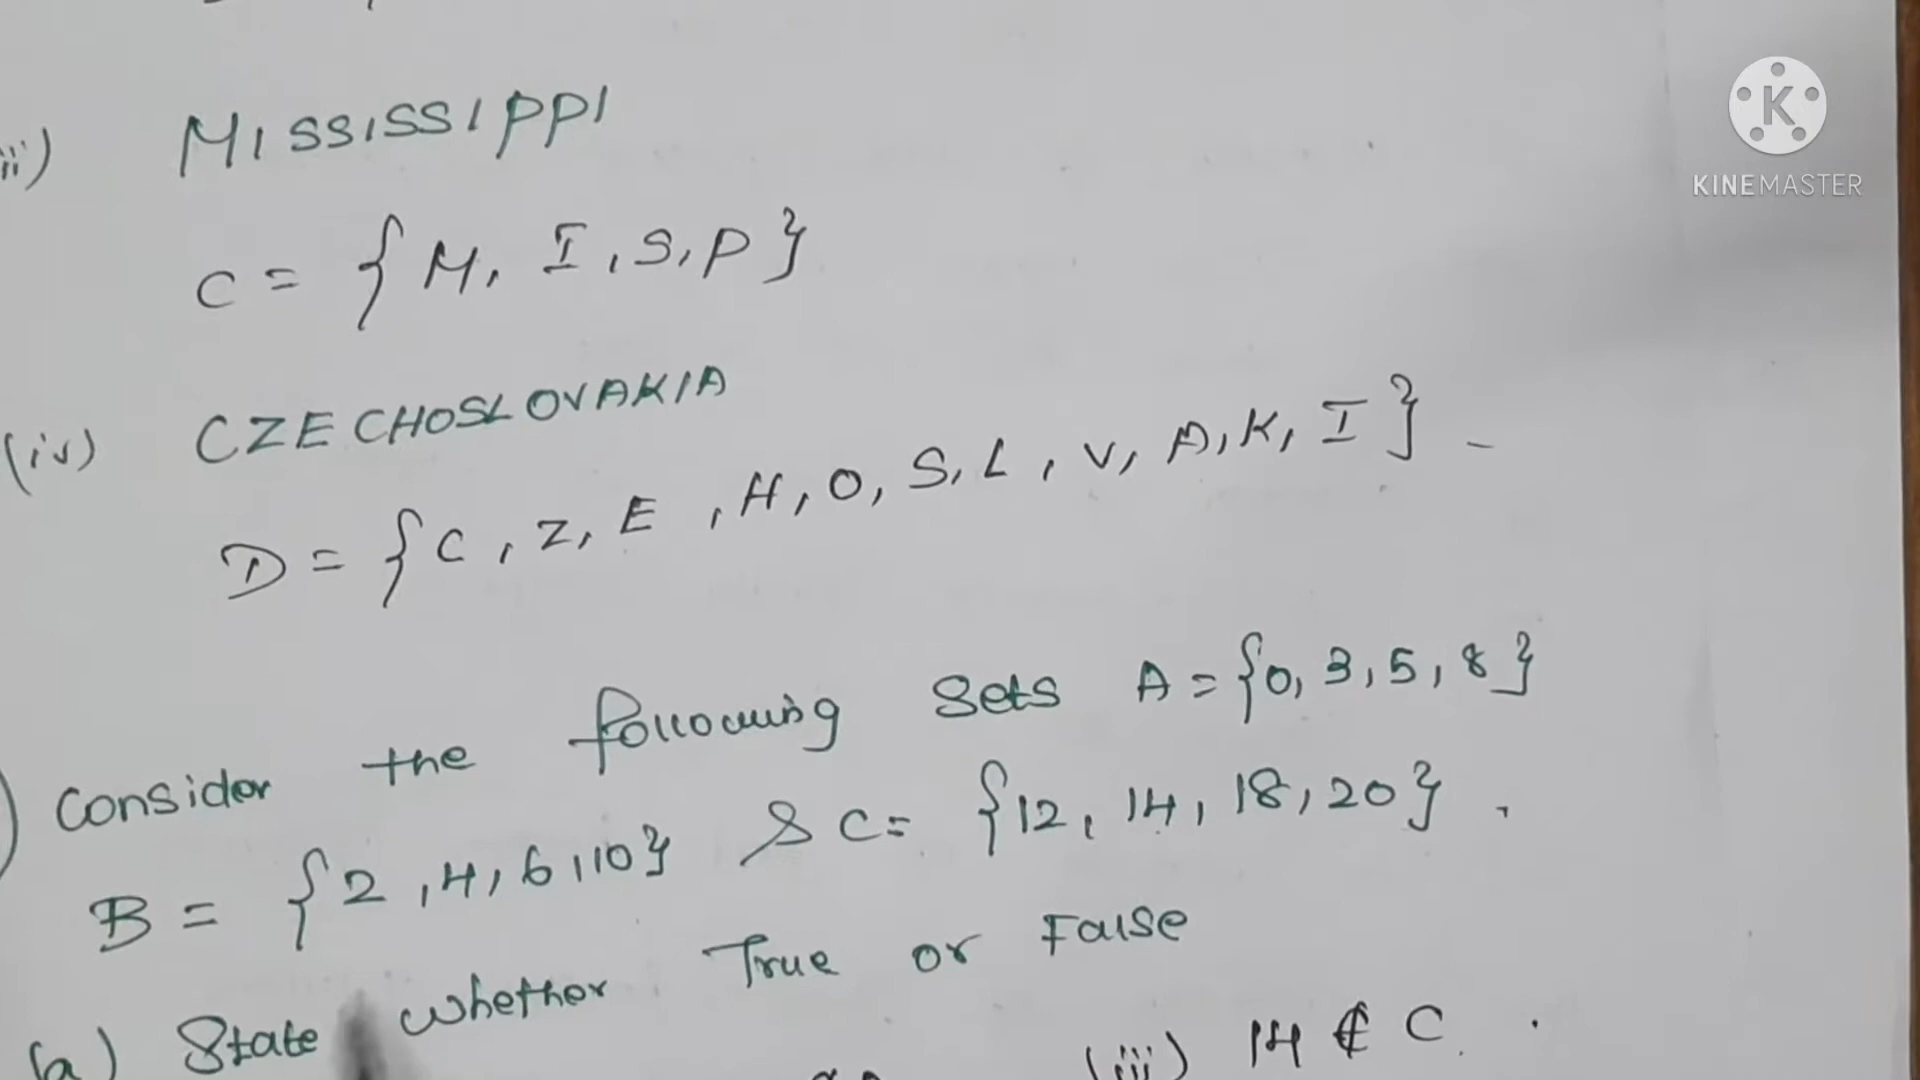 iii) MISSISSIPPI
C = { M, I, S, P }
(iv) CZECHOSLOVAKIA
D = { C, Z, E, H, O, S, L, V, A, K, I }
) Consider the following Sets A = {0, 3, 5, 8}
B = {2, 4, 6, 10} & C = {12, 14, 18, 20}.
(a) State whether True or False
(iii) 14 ∉ C.
K
KINEMASTER